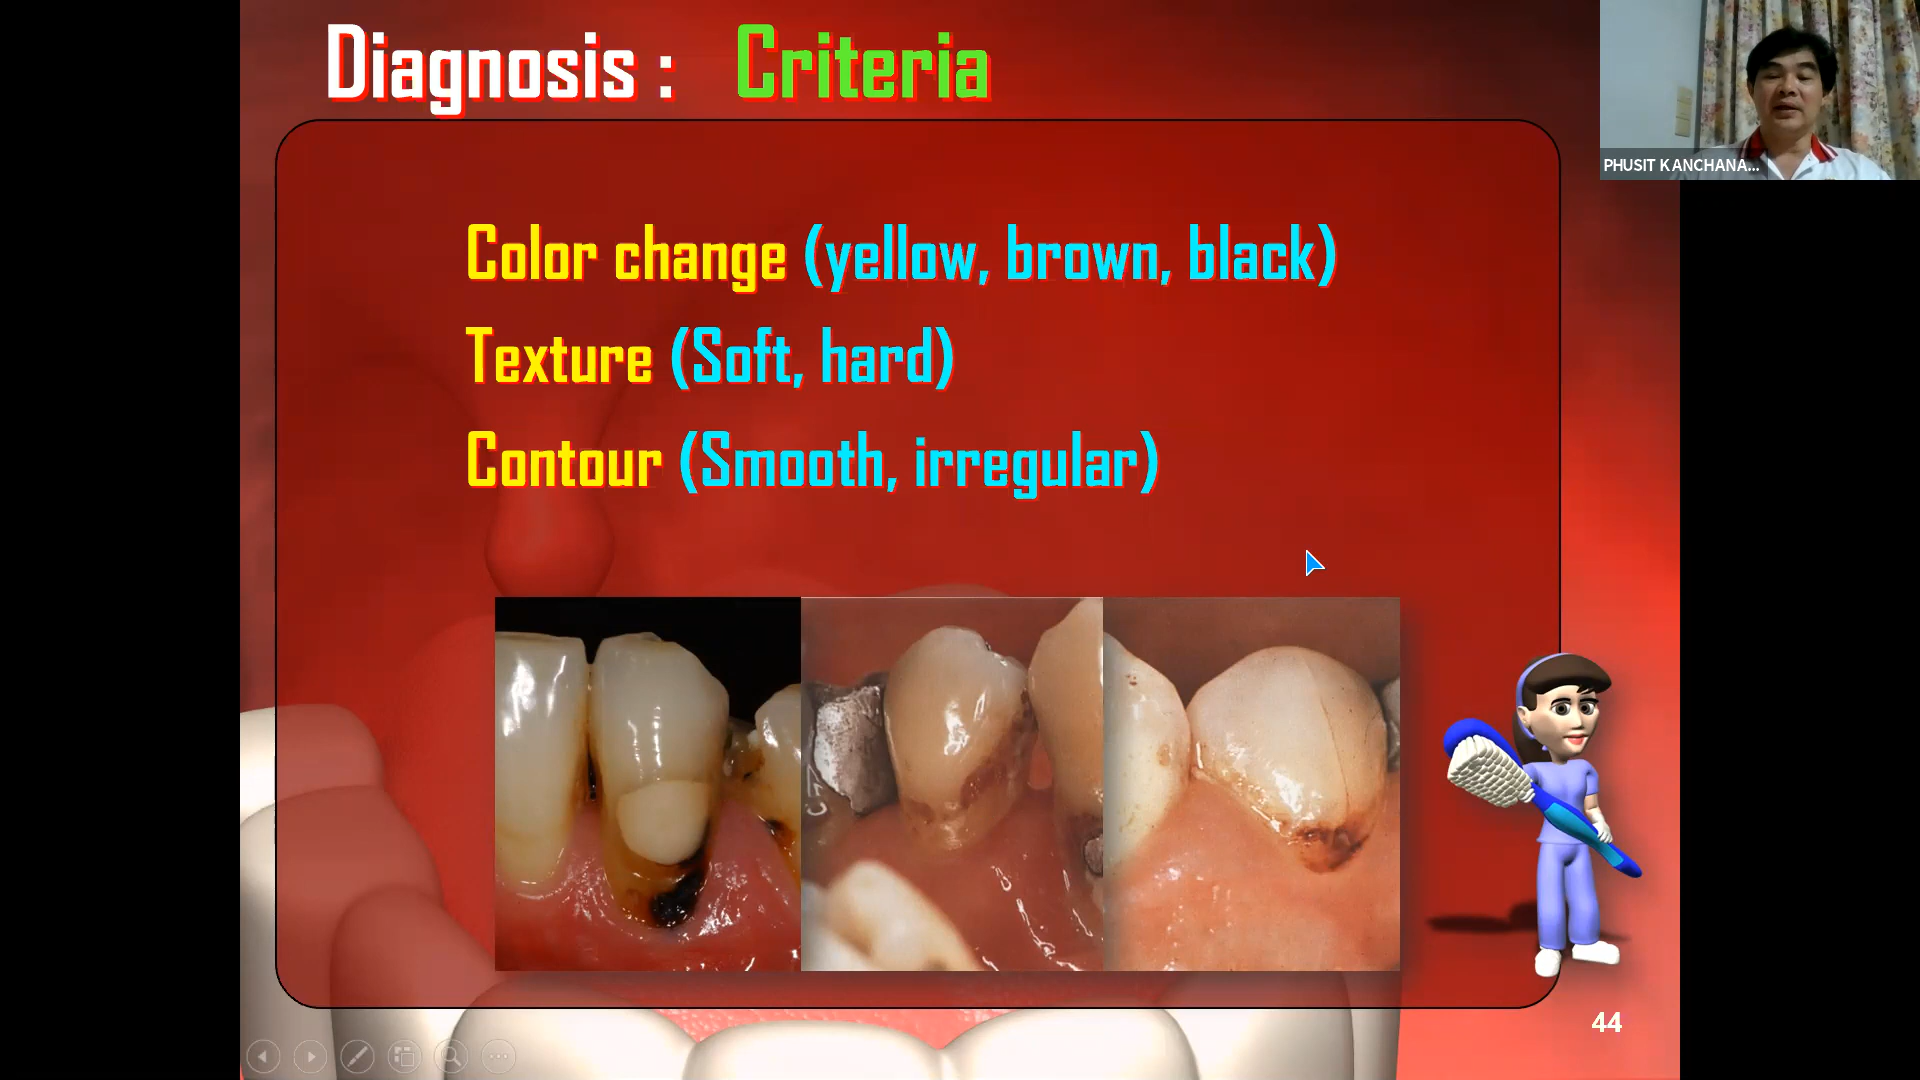 Diagnosis : Criteria
PHUSIT KANCHANA...
Color change (yellow, brown, black)
Texture (Soft, hard)
Contour (Smooth, irregular)
44